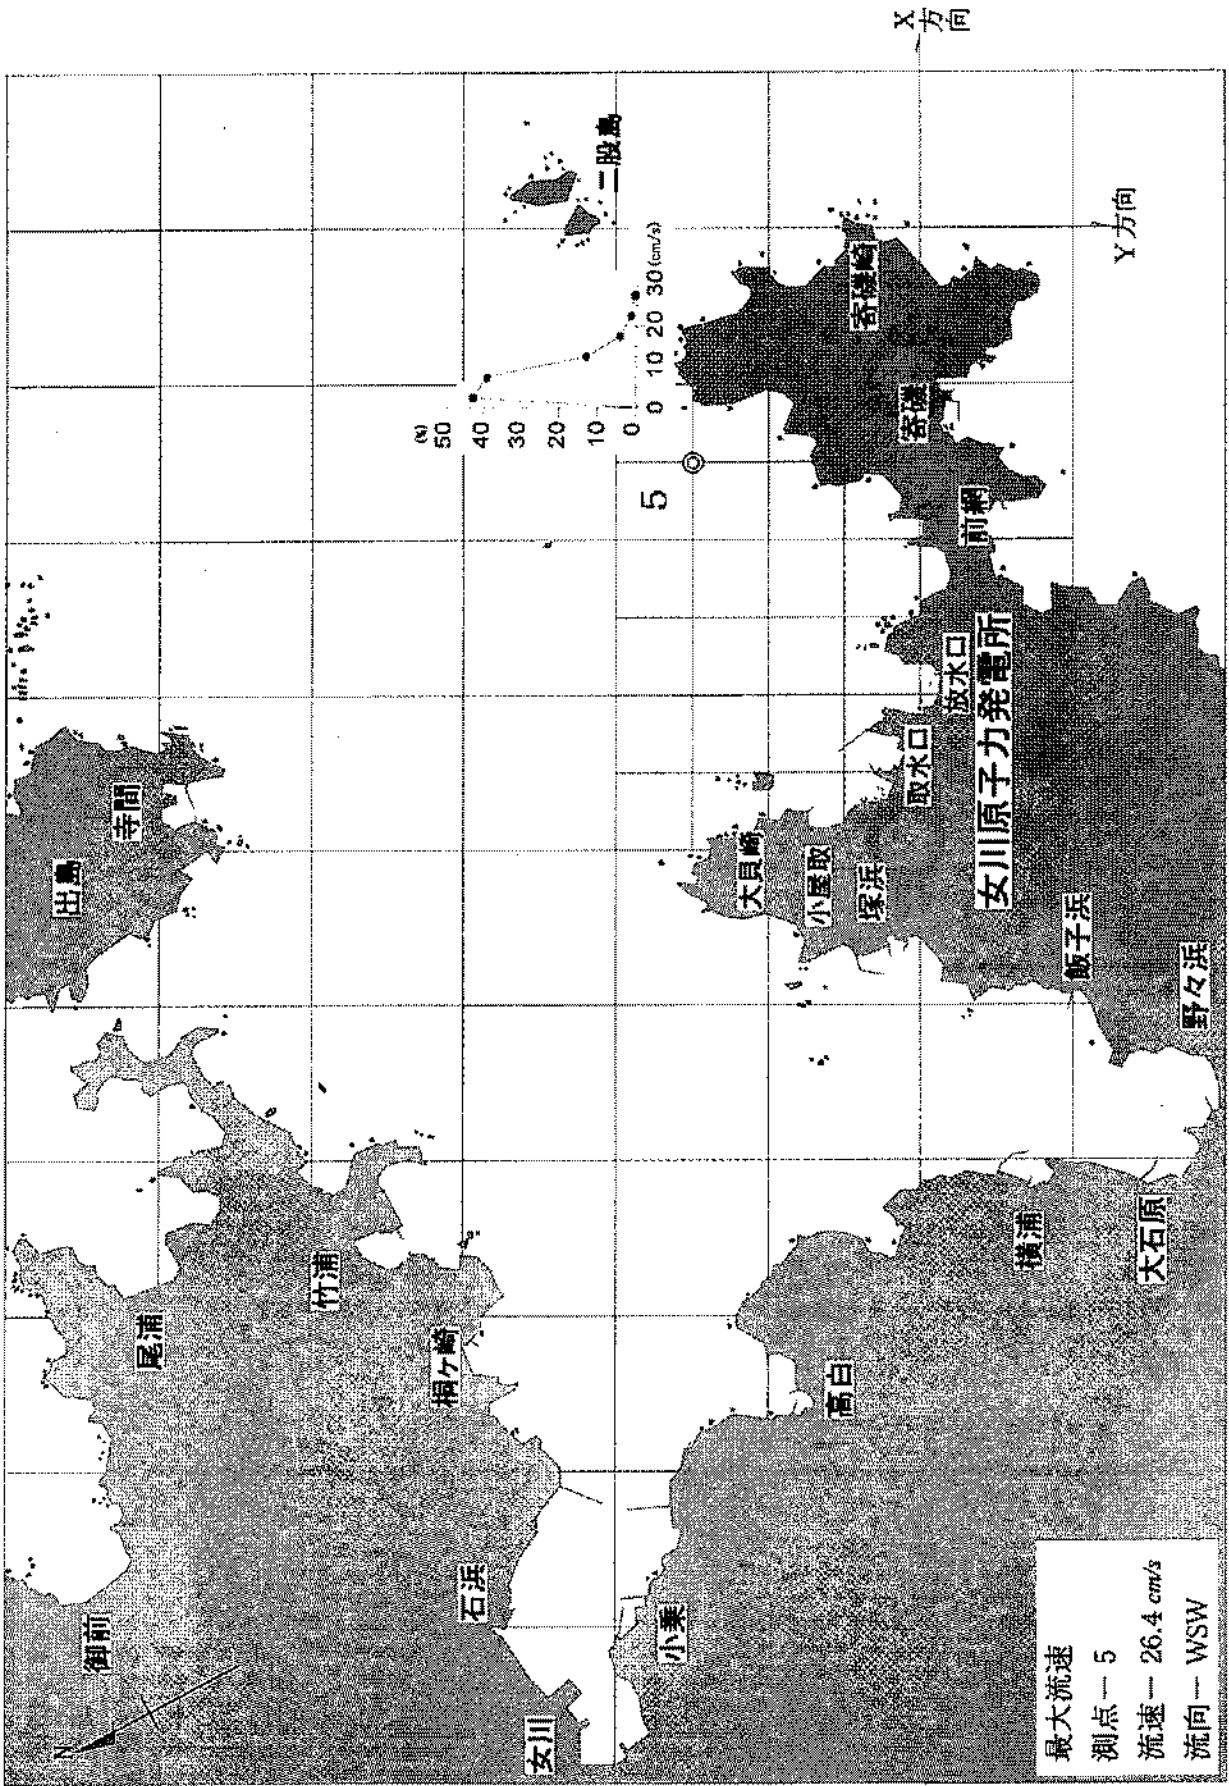 N
御前
尾浦
出島
寺間
竹浦
桐ケ崎
石浜
女川
小乗
高白
横浦
大石原
野々浜
飯子浜
塚浜
小屋取
大貝崎
取水口
放水口
女川原子力発電所
前網
寄磯
寄磯崎
二股島
5
(%)
50
40
30
20
10
0
0 10 20 30 (cm/s)
X方向
Y方向
最大流速
測点－5
流速－26.4 cm/s
流向－WSW